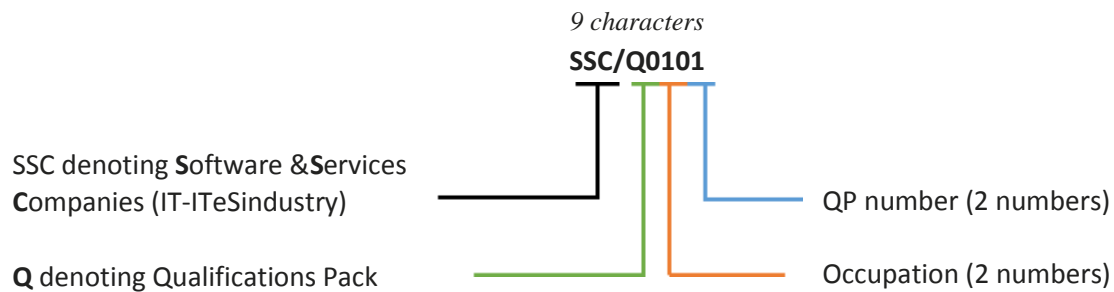 9 characters
SSC/Q0101
SSC denoting Software &Services
Companies (IT-ITeSindustry)
QP number (2 numbers)
Q denoting Qualifications Pack
Occupation (2 numbers)